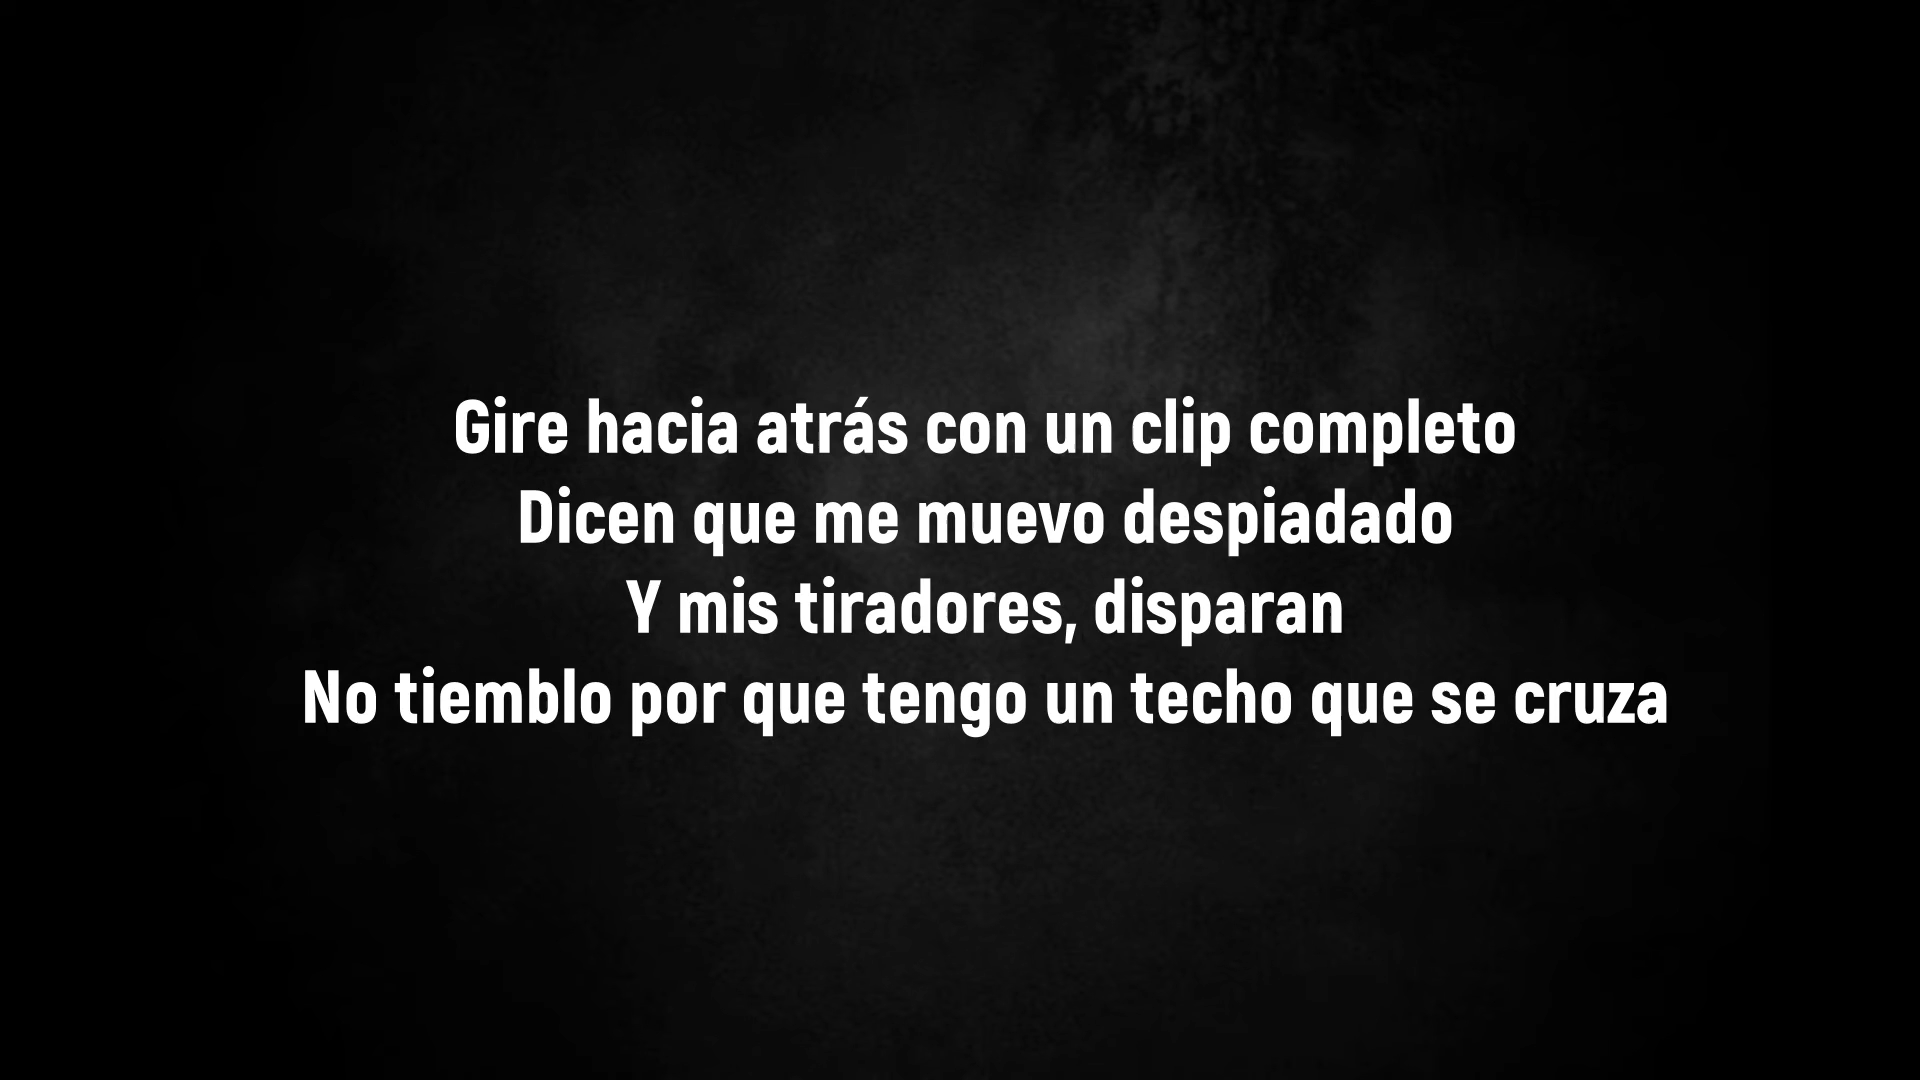 Gire hacia atrás con un clip completo
Dicen que me muevo despiadado
Y mis tiradores, disparan
No tiemblo por que tengo un techo que se cruza